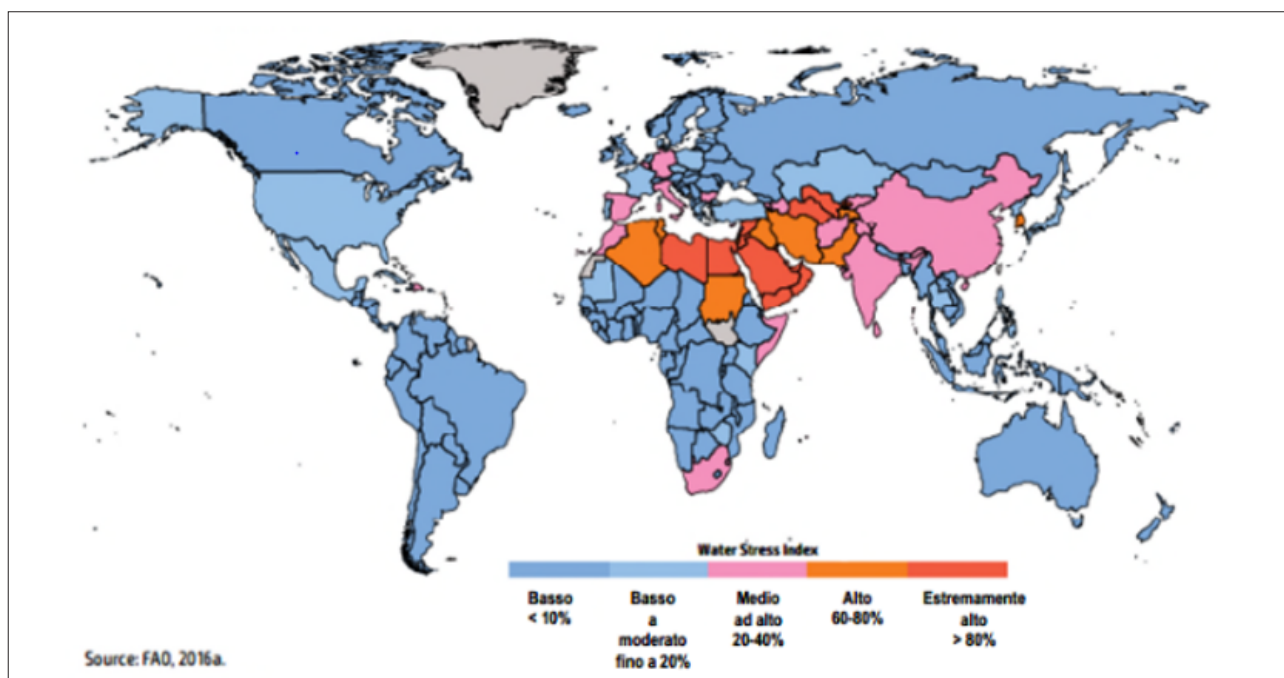 Water Stress Index
Basso
< 10%
Basso
a
moderato
fino a 20%
Medio
ad alto
20-40%
Alto
60-80%
Estremamente
alto
> 80%
Source: FAO, 2016a.